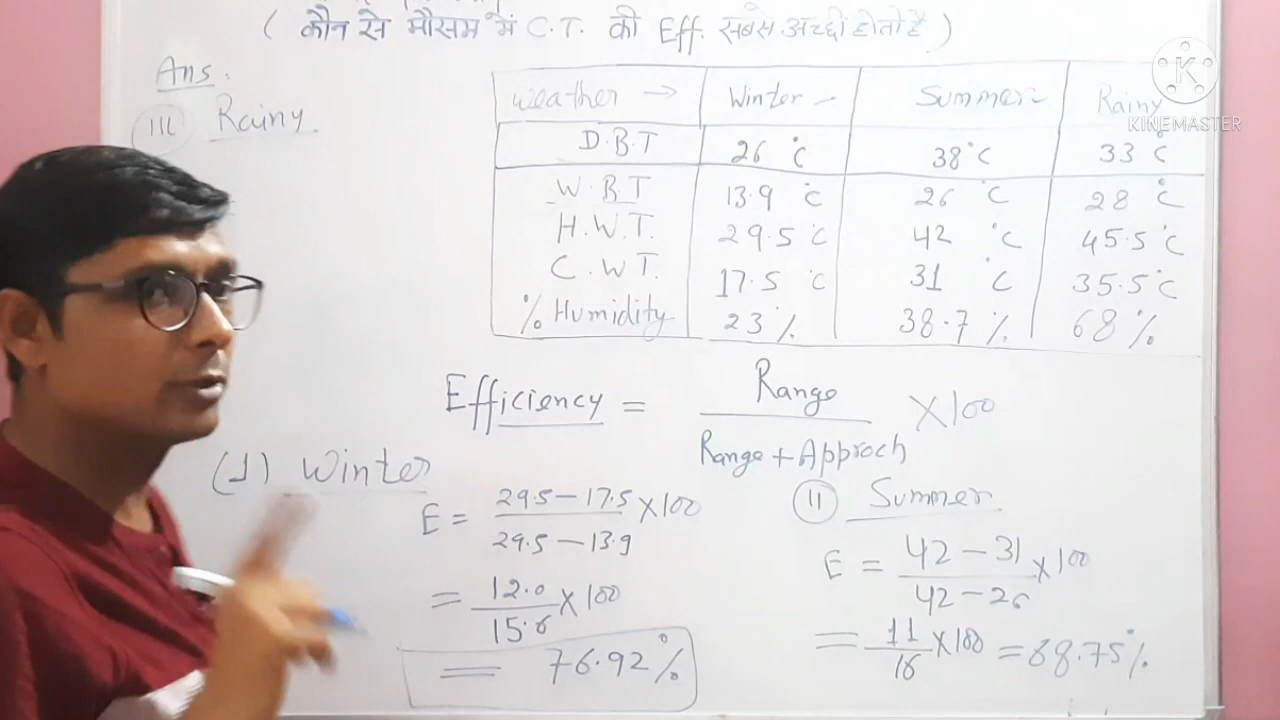 ( कौन से मौसम में C.T. की Eff. सबसे अच्छी होती है )
Ans.
III Rainy
KINEMASTER
Weather → Winter Summer Rainy
D.B.T 26 °C 38°C 33 °C
W.B.T 13.9 °C 26 °C 28 °C
H.W.T. 29.5 °C 42 °C 45.5 °C
C.W.T. 17.5 °C 31 °C 35.5 °C
% Humidity 23 % 38.7 % 68 %
Efficiency = Range / Range + Approch × 100
(1) Winter
E = 29.5 – 17.5 / 29.5 – 13.9 × 100
= 12.0 / 15.6 × 100
= 76.92 %
II Summer
E = 42 – 31 / 42 – 26 × 100
= 11 / 16 × 100 = 68.75 %